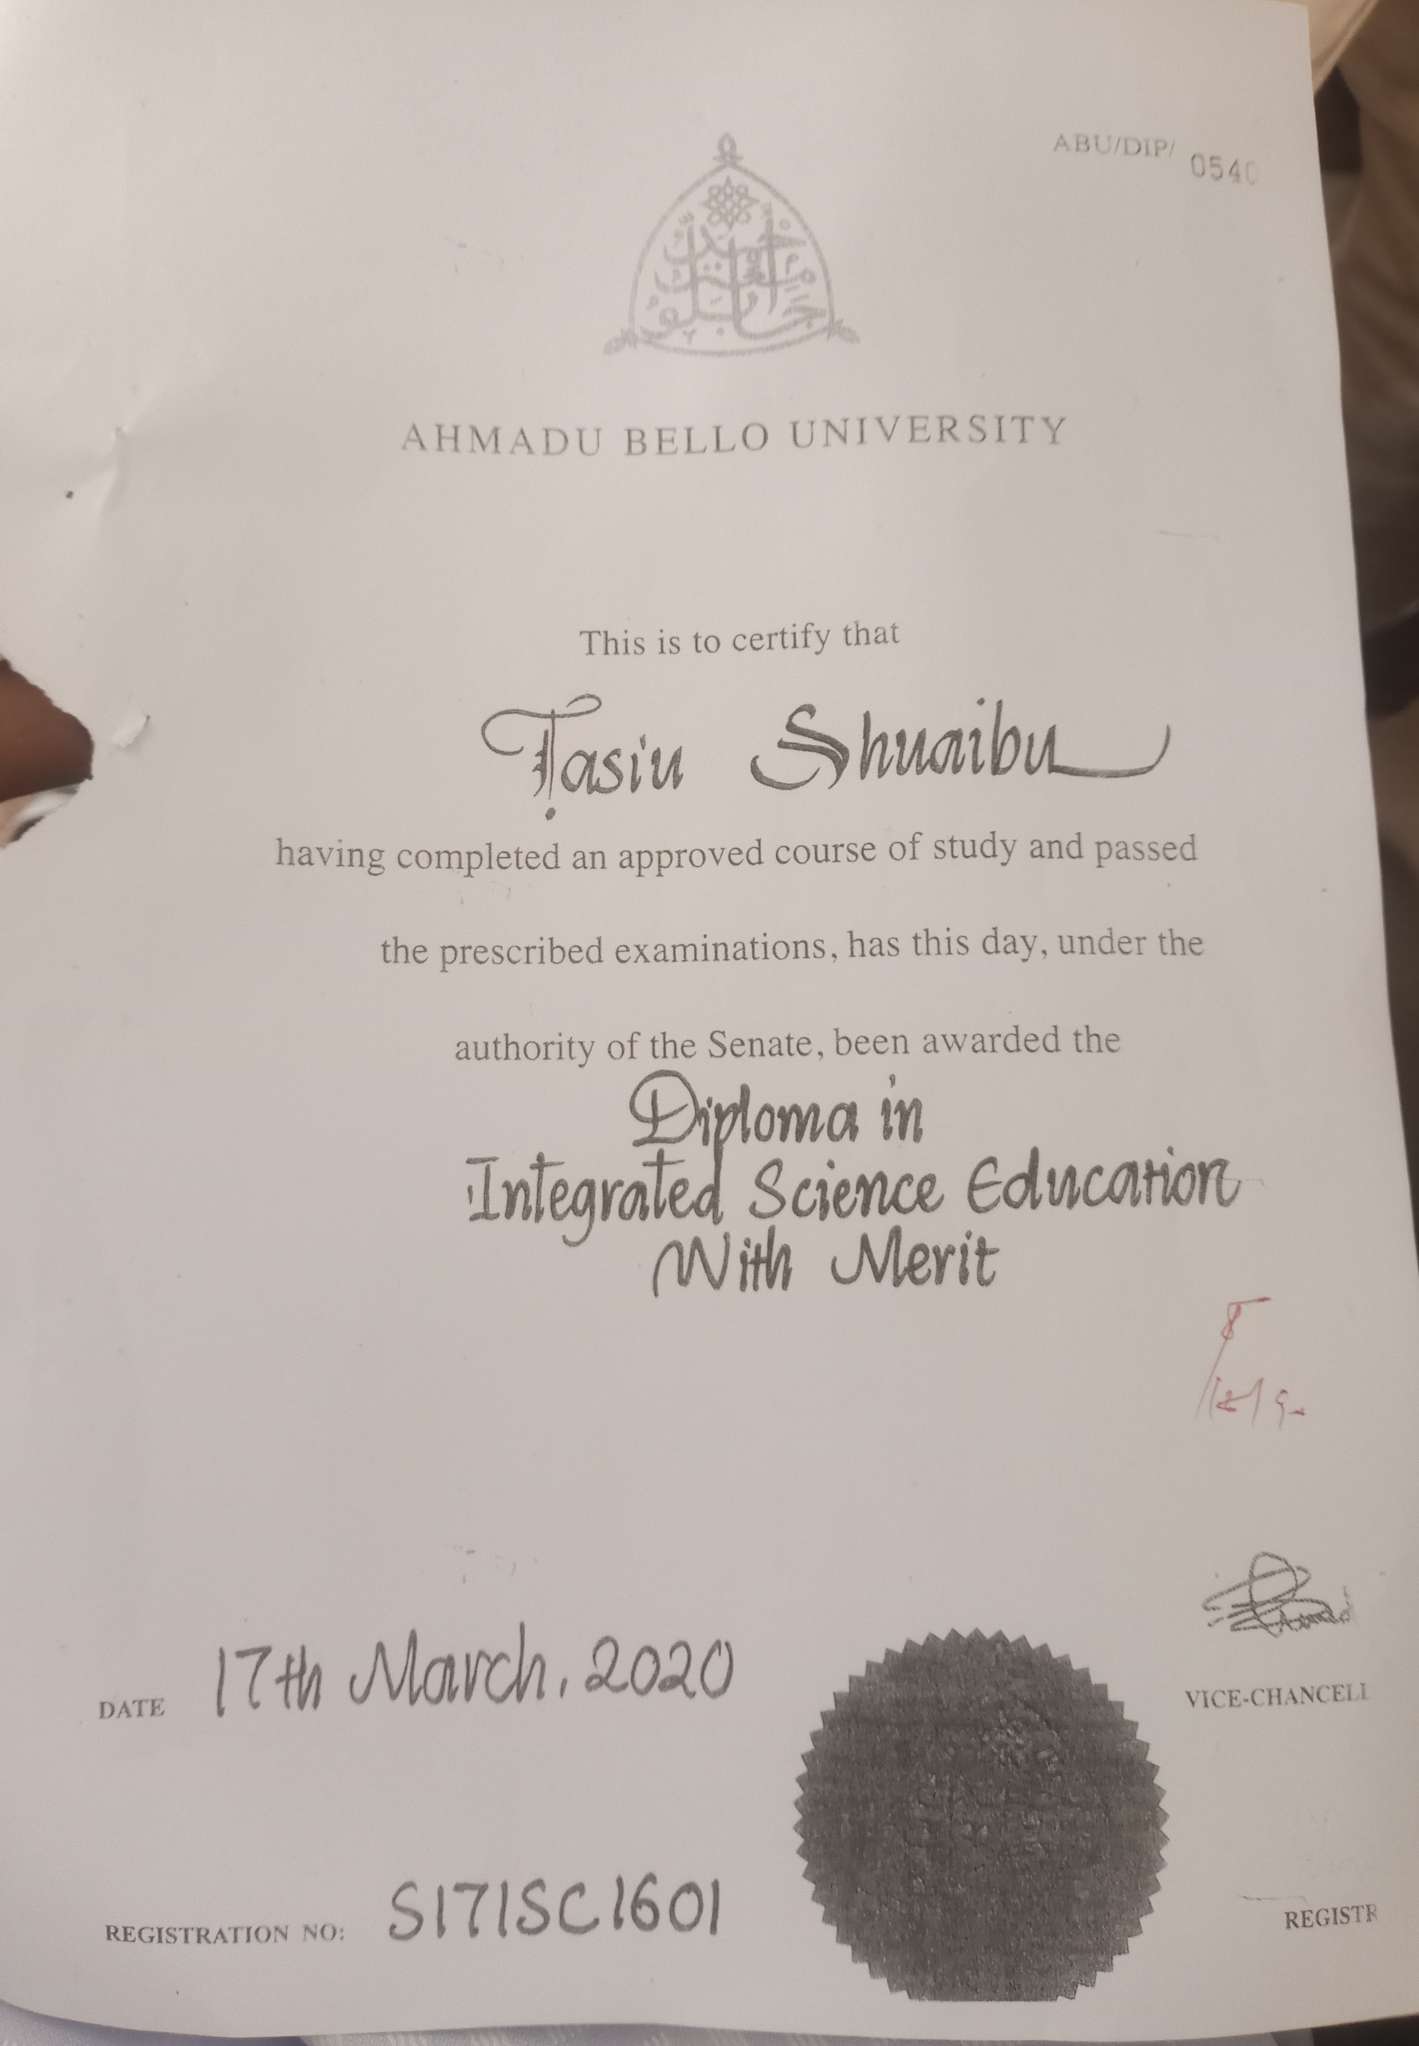 ABU/DIP/ 0540
AHMADU BELLO UNIVERSITY
This is to certify that
Tasiu Shuaibu
having completed an approved course of study and passed
the prescribed examinations, has this day, under the
authority of the Senate, been awarded the
Diploma in
Integrated Science Education
With Merit
VICE-CHANCELL
DATE 17th March, 2020
REGISTRATION NO: S17ISC1601
REGISTR